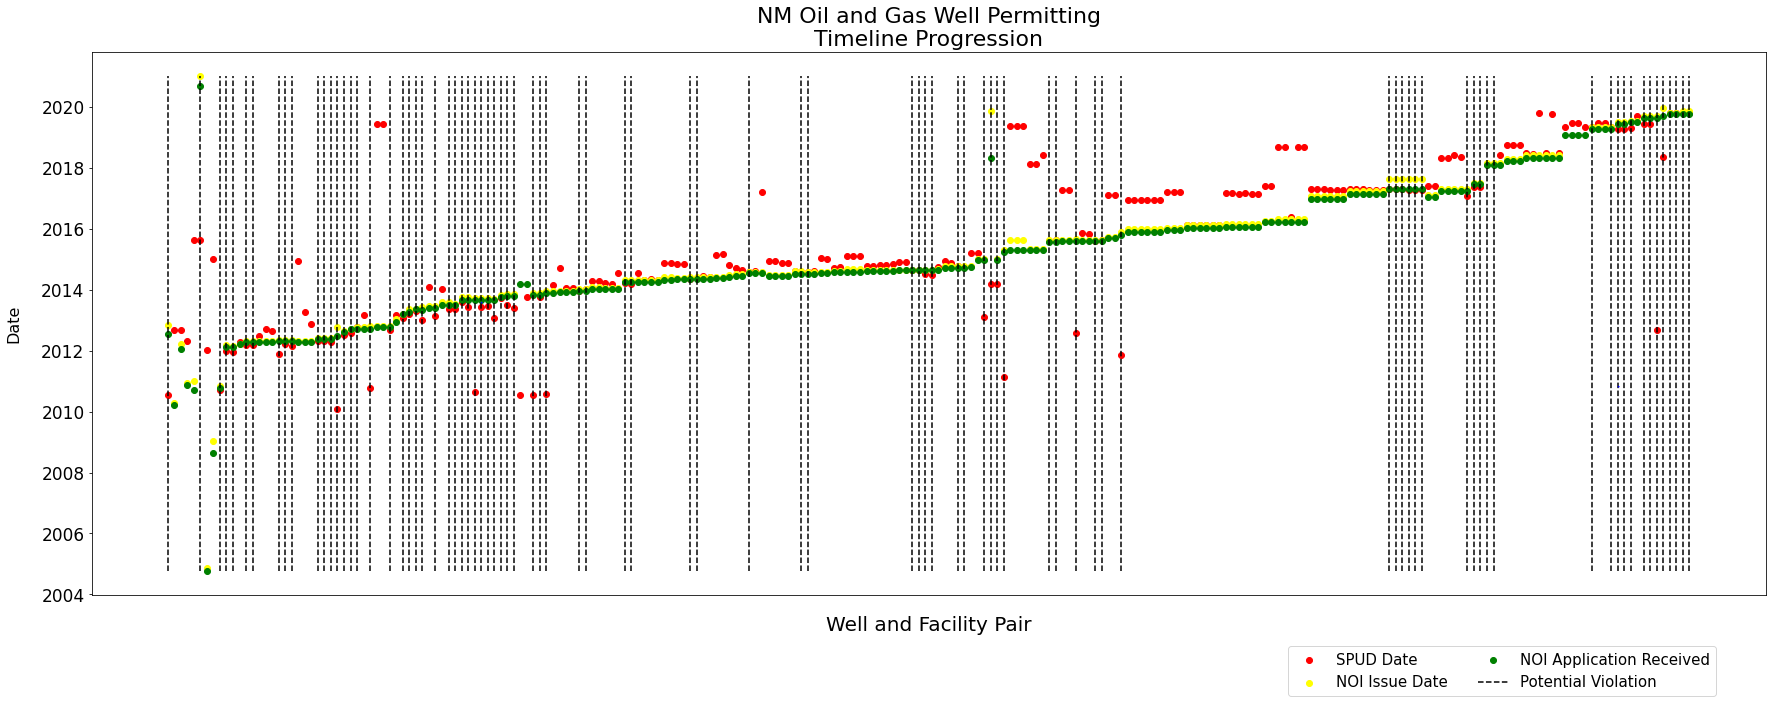 NM Oil and Gas Well Permitting
Timeline Progression
2020
2018
2016
2014
2012
2010
2008
2006
2004
Date
Well and Facility Pair
SPUD Date
NOI Issue Date
NOI Application Received
Potential Violation